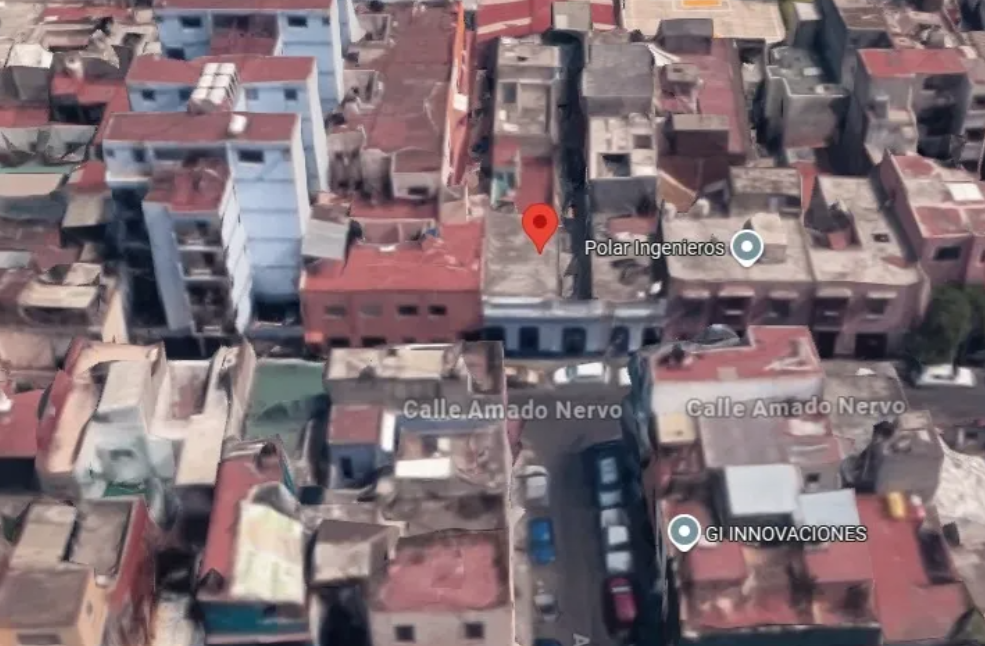 Polar Ingenieros
Calle Amado Nervo
Calle Amado Nervo
GI INNOVACIONES